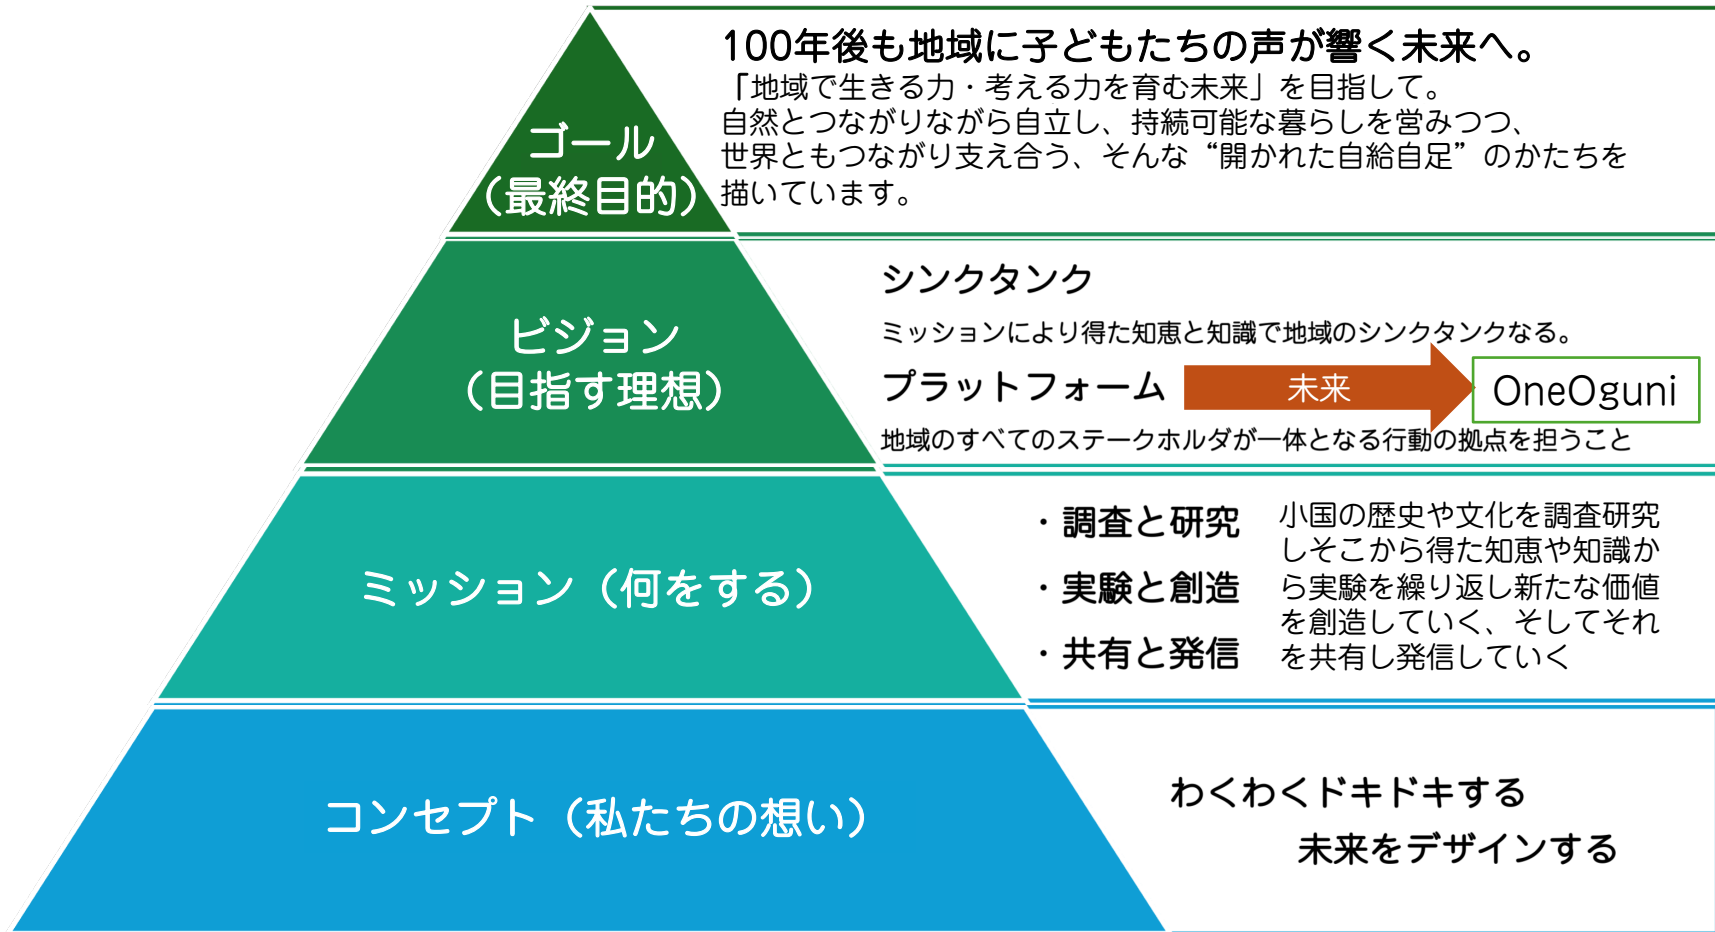 ゴール
（最終目的）
100年後も地域に子どもたちの声が響く未来へ。
「地域で生きる力・考える力を育む未来」を目指して。
自然とつながりながら自立し、持続可能な暮らしを営みつつ、
世界ともつながり支え合う、そんな“開かれた自給自足”のかたちを
描いています。
ビジョン
（目指す理想）
シンクタンク
ミッションにより得た知恵と知識で地域のシンクタンクなる。
プラットフォーム
未来
OneOguni
地域のすべてのステークホルダが一体となる行動の拠点を担うこと
ミッション（何をする）
・調査と研究
・実験と創造
・共有と発信
小国の歴史や文化を調査研究
しそこから得た知恵や知識か
ら実験を繰り返し新たな価値
を創造していく、そしてそれ
を共有し発信していく
コンセプト（私たちの想い）
わくわくドキドキする
未来をデザインする